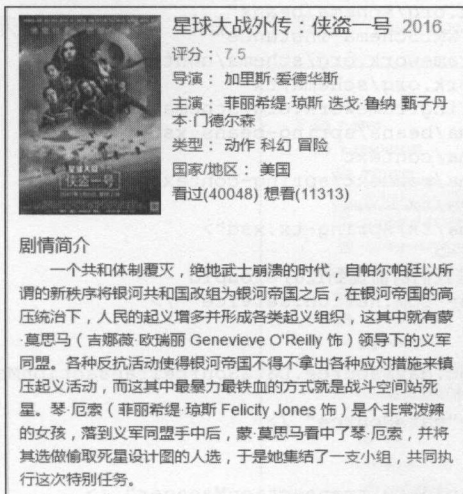 星球大战外传：侠盗一号 2016
评分： 7.5
导演： 加里斯·爱德华斯
主演： 菲丽希缇·琼斯 迭戈·鲁纳 甄子丹
本·门德尔森
类型： 动作 科幻 冒险
国家/地区： 美国
看过(40048) 想看(11313)
侠盗一号
剧情简介
一个共和体制覆灭，绝地武士崩溃的时代，自帕尔帕廷以所
谓的新秩序将银河共和国改组为银河帝国之后，在银河帝国的高
压统治下，人民的起义增多并形成各类起义组织，这其中就有蒙
·莫思马（吉娜薇·欧瑞丽 Genevieve O'Reilly 饰）领导下的义军
同盟。各种反抗活动使得银河帝国不得不拿出各种应对措施来镇
压起义活动，而这其中最暴力最铁血的方式就是战斗空间站死
星。琴·厄索（菲丽希缇·琼斯 Felicity Jones 饰）是个非常泼辣
的女孩，落到义军同盟手中后，蒙·莫思马看中了琴·厄索，并将
其选做偷取死星设计图的人选，于是她集结了一支小组，共同执
行这次特别任务。